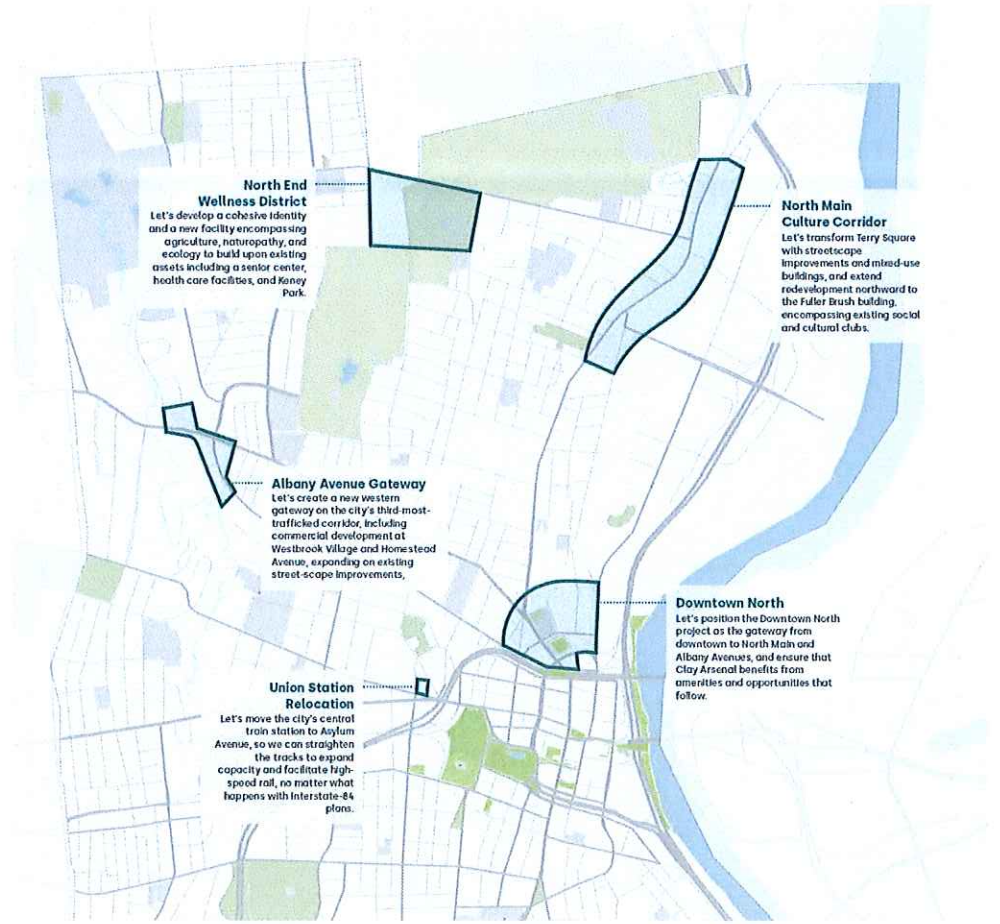 North End
Wellness District
Let's develop a cohesive identity
and a new facility encompassing
agriculture, naturopathy, and
ecology to build upon existing
assets including a senior center,
health care facilities, and Keney
Park.
North Main
Culture Corridor
Let's transform Terry Square
with streetscape
improvements and mixed-use
buildings, and extend
redevelopment northward to
the Fuller Brush building,
encompassing existing social
and cultural clubs.
Albany Avenue Gateway
Let's create a new western
gateway on the city's third-most-
trafficked corridor, including
commercial development at
Westbrook Village and Homestead
Avenue, expanding on existing
street-scape improvements,
Downtown North
Let's position the Downtown North
project as the gateway from
downtown to North Main and
Albany Avenues, and ensure that
Clay Arsenal benefits from
amenities and opportunities that
follow.
Union Station
Relocation
Let's move the city's central
train station to Asylum
Avenue, so we can straighten
the tracks to expand
capacity and facilitate high-
speed rail, no matter what
happens with Interstate-84
plans.